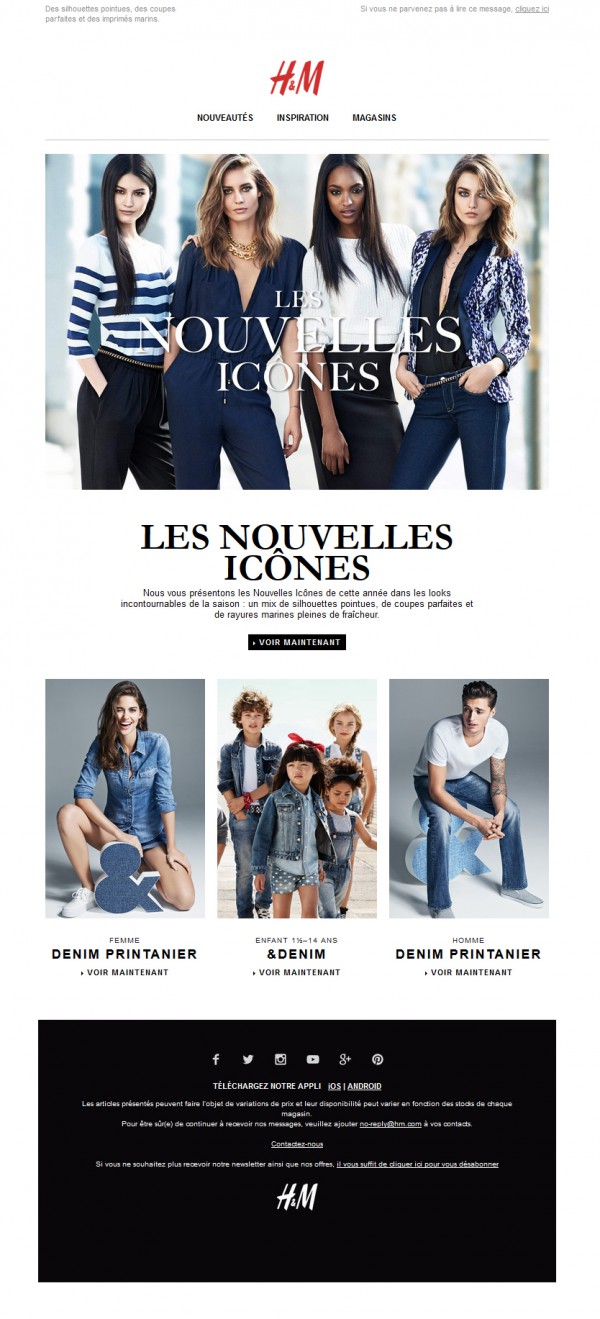 Des silhouettes pointues, des coupes
parfaites et des imprimés marins.
Si vous ne parvenez pas à lire ce message, cliquez ici
H&M
NOUVEAUTÉS INSPIRATION MAGASINS
LES
NOUVELLES
ICÔNES
LES NOUVELLES
ICÔNES
Nous vous présentons les Nouvelles Icônes de cette année dans les looks
incontournables de la saison : un mix de silhouettes pointues, de coupes parfaites et
de rayures marines pleines de fraîcheur.
VOIR MAINTENANT
&
&
FEMME
DENIM PRINTANIER
VOIR MAINTENANT
ENFANT 1½–14 ANS
&DENIM
VOIR MAINTENANT
HOMME
DENIM PRINTANIER
VOIR MAINTENANT
TÉLÉCHARGEZ NOTRE APPLI iOS | ANDROID
Les articles présentés peuvent faire l'objet de variations de prix et leur disponibilité peut varier en fonction des stocks de chaque
magasin.
Pour être sûr(e) de continuer à recevoir nos messages, veuillez ajouter no-reply@hm.com à vos contacts.
Contactez-nous
Si vous ne souhaitez plus recevoir notre newsletter ainsi que nos offres, il vous suffit de cliquer ici pour vous désabonner
H&M